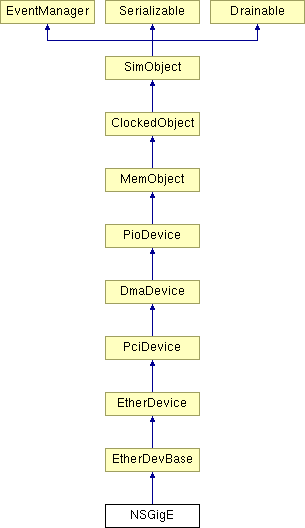 EventManager Serializable Drainable
SimObject
ClockedObject
MemObject
PioDevice
DmaDevice
PciDevice
EtherDevice
EtherDevBase
NSGigE